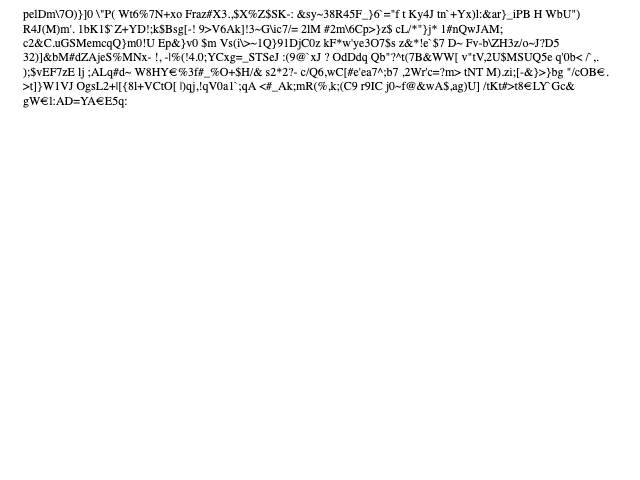 pelDm\7O)}]0 \"P( Wt6%7N+xo Fraz#X3.,$X%Z$SK-: &sy~38R45F_}6`="f t Ky4J tn`+Yx)l:&ar}_iPB H WbU")
R4J(M)m'. 1bK1$`Z+YD!;k$Bsg[-! 9>V6Ak]!3~G\ic7/= 2lM #2m\6Cp>}z$ cL/*"}j* 1#nQwJAM;
c2&C.uGSMemcqQ}m0!U Ep&}v0 $m Vs(i\>~1Q}91DjC0z kF*w'ye3O7$s z&*!e`$7 D~ Fv-b\ZH3z/o~J?D5
32)]&bM#dZAjeS%MNx- !, -|%(!4.0;YCxg=_STSeJ :(9@`xJ ? OdDdq Qb"?^t(7B&WW[ v"tV,2U$MSUQ5e q'0b< /`,.
);$vEF7zE lj ;ALq#d~ W8HY€%3f#_%O+$H/& s2*2?- c/Q6,wC[#e'ea7^;b7 ,2Wr'c=?m> tNT M).zi;[-&}>}bg "/cOB€.
>t]}W1VJ OgsL2+|[{8l+VCtO[ l)qj,!qV0a1`;qA <#_Ak;mR(%,k;(C9 r9IC j0~f@&wA$,ag)U] /tKt#>t8€LY`Gc&
gW€l:AD=YA€E5q: